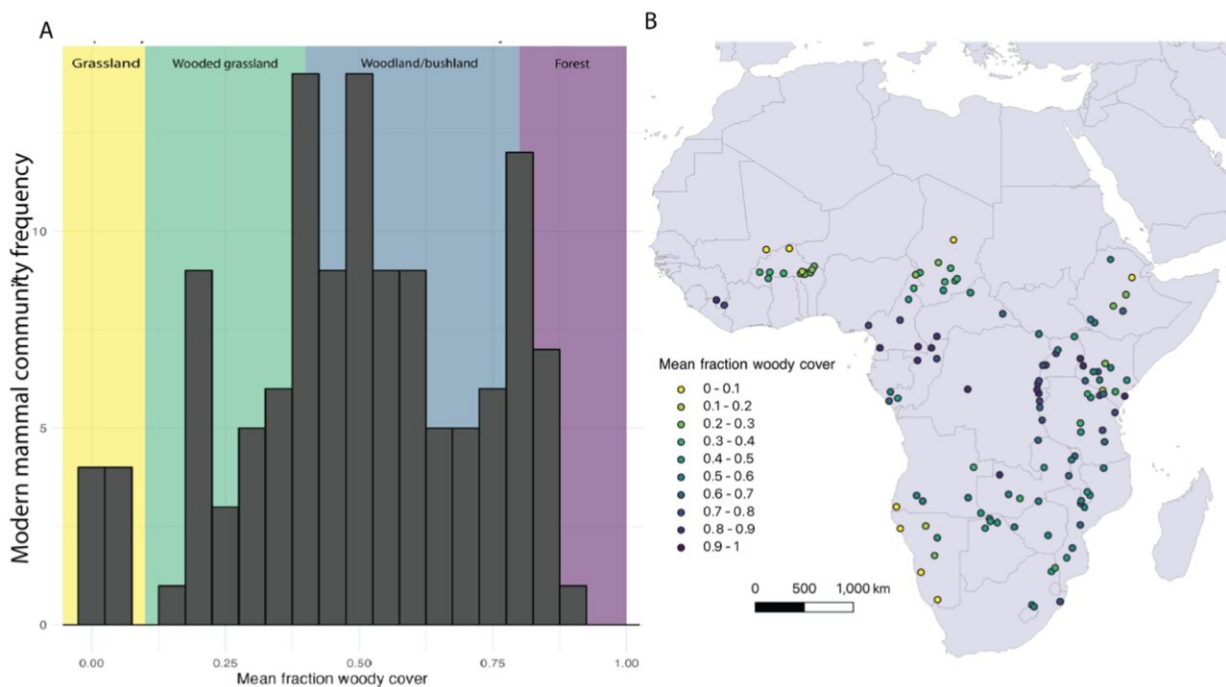 A
Grassland
Wooded grassland
Woodland/bushland
Forest
Modern mammal community frequency
10
5
0
0.00
0.25
0.50
0.75
1.00
Mean fraction woody cover
B
Mean fraction woody cover
0 - 0.1
0.1 - 0.2
0.2 - 0.3
0.3 - 0.4
0.4 - 0.5
0.5 - 0.6
0.6 - 0.7
0.7 - 0.8
0.8 - 0.9
0.9 - 1
0 500 1,000 km